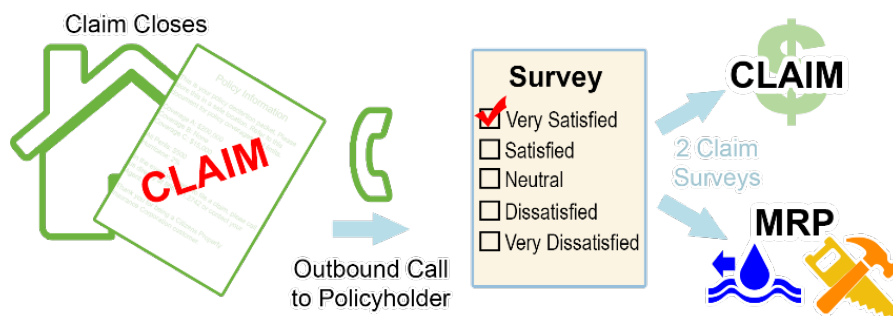 Claim Closes
Policy Information
CLAIM
Outbound Call
to Policyholder
Survey
Very Satisfied
Satisfied
Neutral
Dissatisfied
Very Dissatisfied
CLAIM
2 Claim
Surveys
MRP